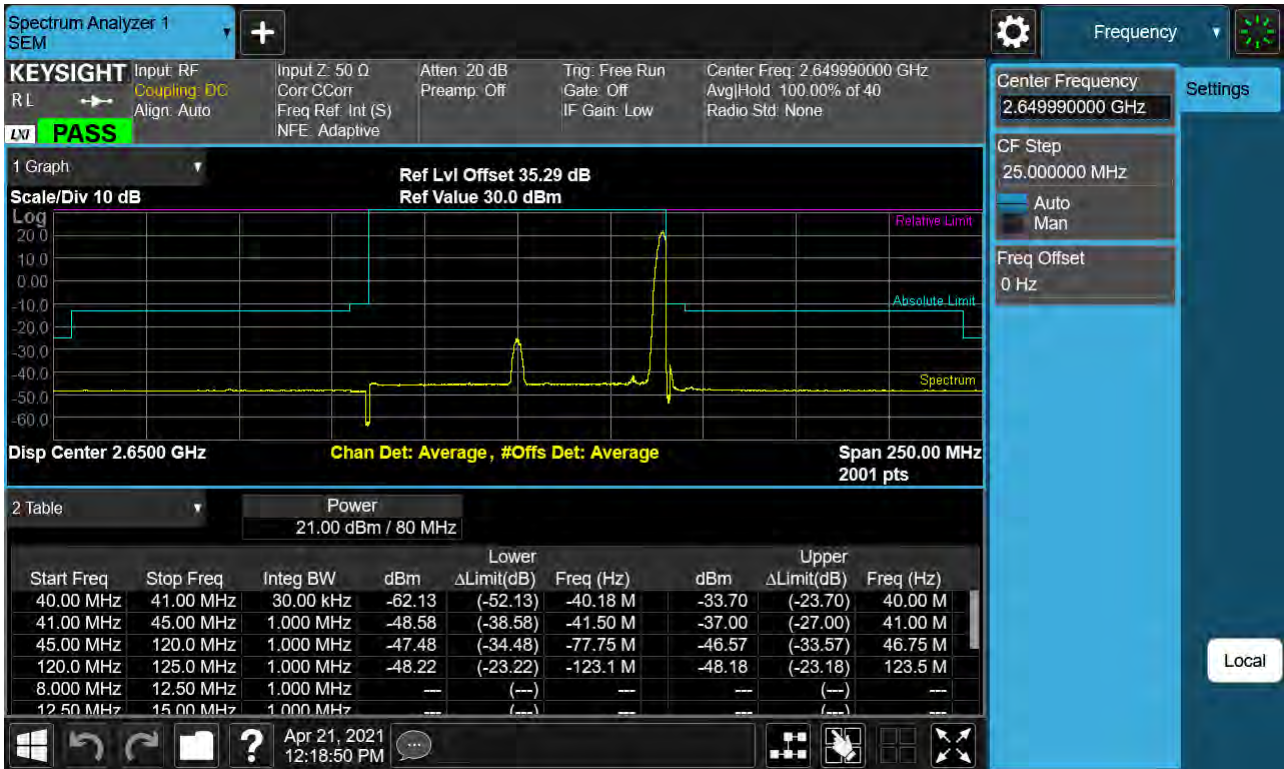 Spectrum Analyzer 1
SEM
Frequency
KEYSIGHT
R L
LXI
PASS
Input: RF
Coupling: DC
Align: Auto
Input Z: 50 Ω
Corr CCorr
Freq Ref: Int (S)
NFE: Adaptive
Atten: 20 dB
Preamp: Off
Trig: Free Run
Gate: Off
IF Gain: Low
Center Freq: 2.649990000 GHz
Avg|Hold: 100.00% of 40
Radio Std: None
Center Frequency
2.649990000 GHz
Settings
CF Step
25.000000 MHz
Auto
Man
Freq Offset
0 Hz
1 Graph
Ref Lvl Offset 35.29 dB
Scale/Div 10 dB
Ref Value 30.0 dBm
Log
Relative Limit
20.0
10.0
0.00
-10.0
Absolute Limit
-20.0
-30.0
-40.0
Spectrum
-50.0
-60.0
Disp Center 2.6500 GHz
Chan Det: Average, #Offs Det: Average
Span 250.00 MHz
2001 pts
2 Table
Power
21.00 dBm / 80 MHz
Lower Upper
Start Freq Stop Freq Integ BW dBm ΔLimit(dB) Freq (Hz) dBm ΔLimit(dB) Freq (Hz)
40.00 MHz 41.00 MHz 30.00 kHz -62.13 (-52.13) -40.18 M -33.70 (-23.70) 40.00 M
41.00 MHz 45.00 MHz 1.000 MHz -48.58 (-38.58) -41.50 M -37.00 (-27.00) 41.00 M
45.00 MHz 120.0 MHz 1.000 MHz -47.48 (-34.48) -77.75 M -46.57 (-33.57) 46.75 M
120.0 MHz 125.0 MHz 1.000 MHz -48.22 (-23.22) -123.1 M -48.18 (-23.18) 123.5 M
8.000 MHz 12.50 MHz 1.000 MHz --- (---) --- --- (---) ---
12.50 MHz 15.00 MHz 1.000 MHz --- (---) --- --- (---) ---
Local
?
Apr 21, 2021
12:18:50 PM